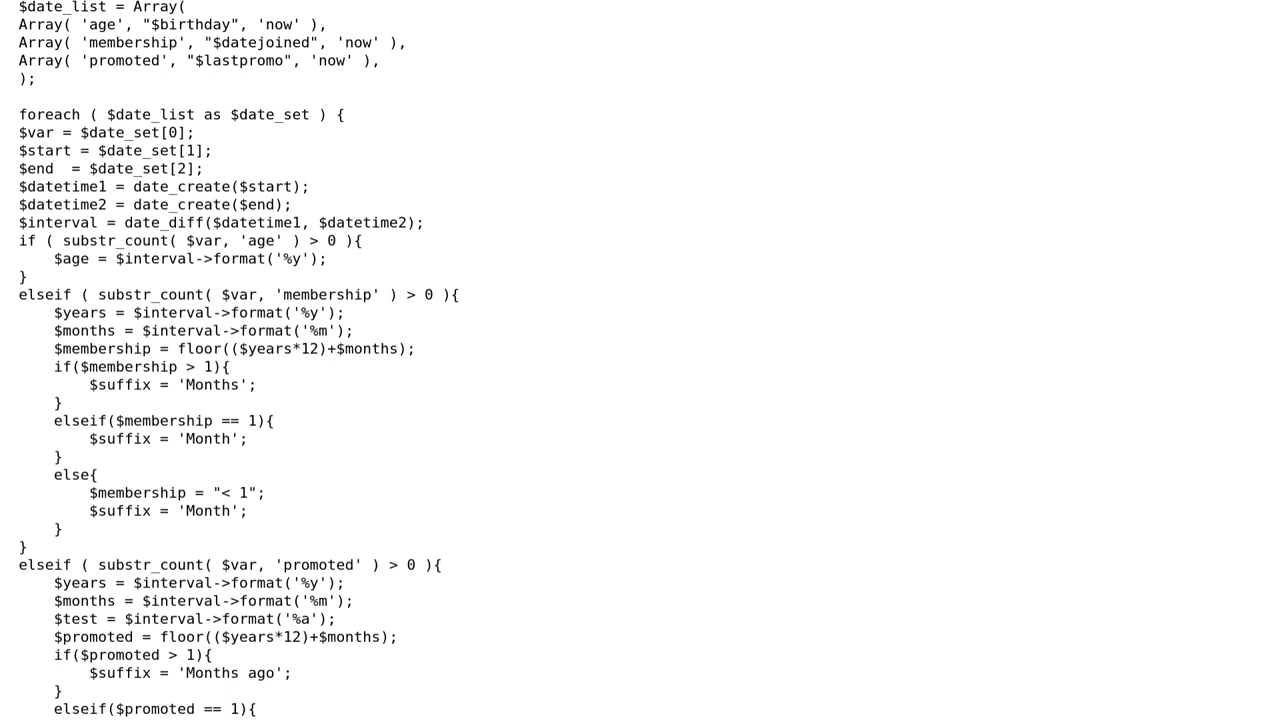 $date_list = Array(
Array( 'age', "$birthday", 'now' ),
Array( 'membership', "$datejoined", 'now' ),
Array( 'promoted', "$lastpromo", 'now' ),
);

foreach ( $date_list as $date_set ) {
$var = $date_set[0];
$start = $date_set[1];
$end  = $date_set[2];
$datetime1 = date_create($start);
$datetime2 = date_create($end);
$interval = date_diff($datetime1, $datetime2);
if ( substr_count( $var, 'age' ) > 0 ){
    $age = $interval->format('%y');
}
elseif ( substr_count( $var, 'membership' ) > 0 ){
    $years = $interval->format('%y');
    $months = $interval->format('%m');
    $membership = floor(($years*12)+$months);
    if($membership > 1){
        $suffix = 'Months';
    }
    elseif($membership == 1){
        $suffix = 'Month';
    }
    else{
        $membership = "< 1";
        $suffix = 'Month';
    }
}
elseif ( substr_count( $var, 'promoted' ) > 0 ){
    $years = $interval->format('%y');
    $months = $interval->format('%m');
    $test = $interval->format('%a');
    $promoted = floor(($years*12)+$months);
    if($promoted > 1){
        $suffix = 'Months ago';
    }
    elseif($promoted == 1){